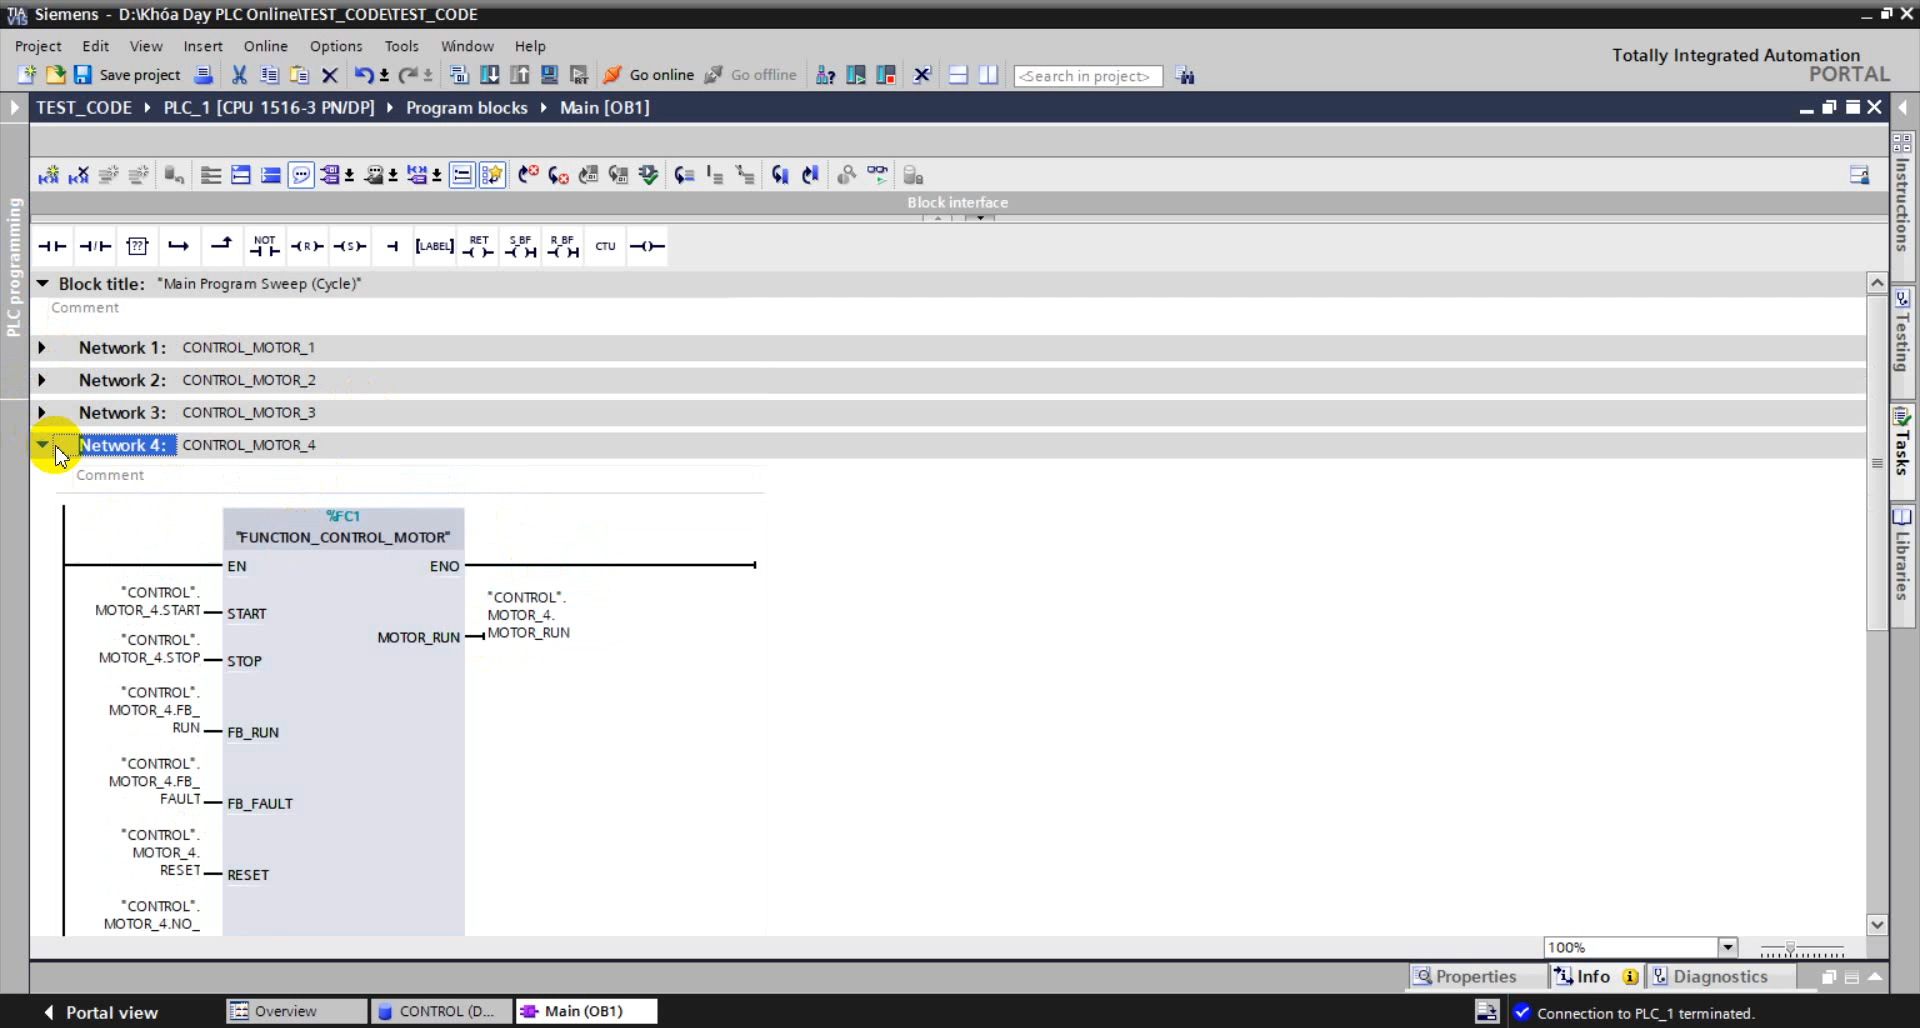 TIA V15 Siemens - D:\Khóa Dạy PLC Online\TEST_CODE\TEST_CODE
Project Edit View Insert Online Options Tools Window Help
Totally Integrated Automation
PORTAL
Save project Go online Go offline <Search in project>
TEST_CODE PLC_1 [CPU 1516-3 PN/DP] Program blocks Main [OB1]
Block interface
?? NOT (R) (S) [LABEL] RET S_BF R_BF CTU
Block title: "Main Program Sweep (Cycle)"
Comment
Network 1: CONTROL_MOTOR_1
Network 2: CONTROL_MOTOR_2
Network 3: CONTROL_MOTOR_3
Network 4: CONTROL_MOTOR_4
Comment
%FC1
"FUNCTION_CONTROL_MOTOR"
EN ENO
"CONTROL".
MOTOR_4.START START
"CONTROL".
MOTOR_4.
MOTOR_RUN MOTOR_RUN
"CONTROL".
MOTOR_4.STOP STOP
"CONTROL".
MOTOR_4.FB_
RUN FB_RUN
"CONTROL".
MOTOR_4.FB_
FAULT FB_FAULT
"CONTROL".
MOTOR_4.
RESET RESET
"CONTROL".
MOTOR_4.NO_
100%
Properties Info Diagnostics
Portal view Overview CONTROL (D... Main (OB1) Connection to PLC_1 terminated.
PLC programming
Instructions
Testing
Tasks
Libraries